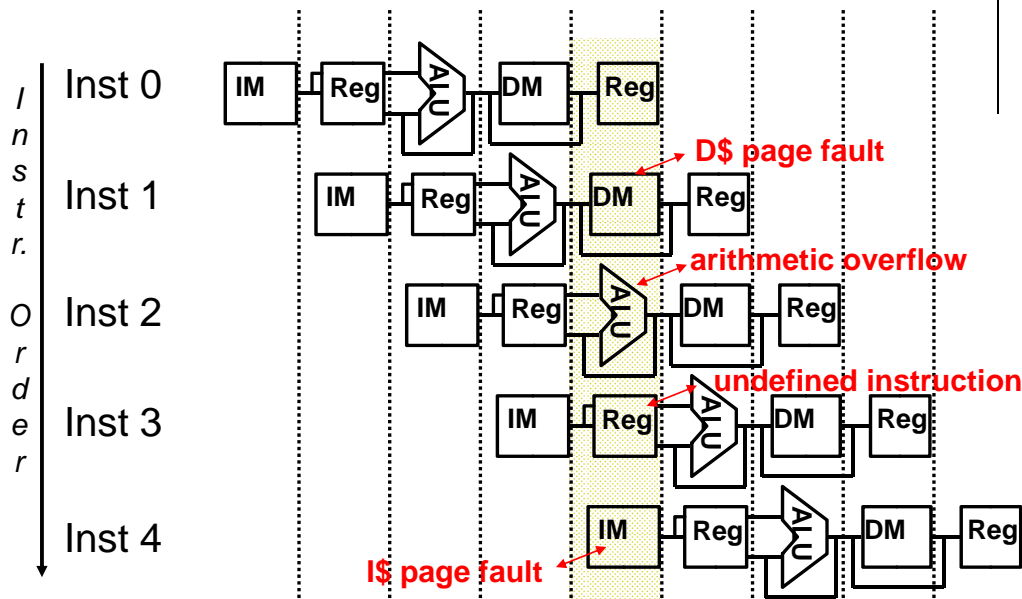 Inst 0
IM
Reg
ALU
DM
Reg
D$ page fault
Inst 1
IM
Reg
ALU
DM
Reg
arithmetic overflow
Inst 2
IM
Reg
ALU
DM
Reg
undefined instruction
Inst 3
IM
Reg
ALU
DM
Reg
Inst 4
IM
Reg
ALU
DM
Reg
I$ page fault
Instr. Order